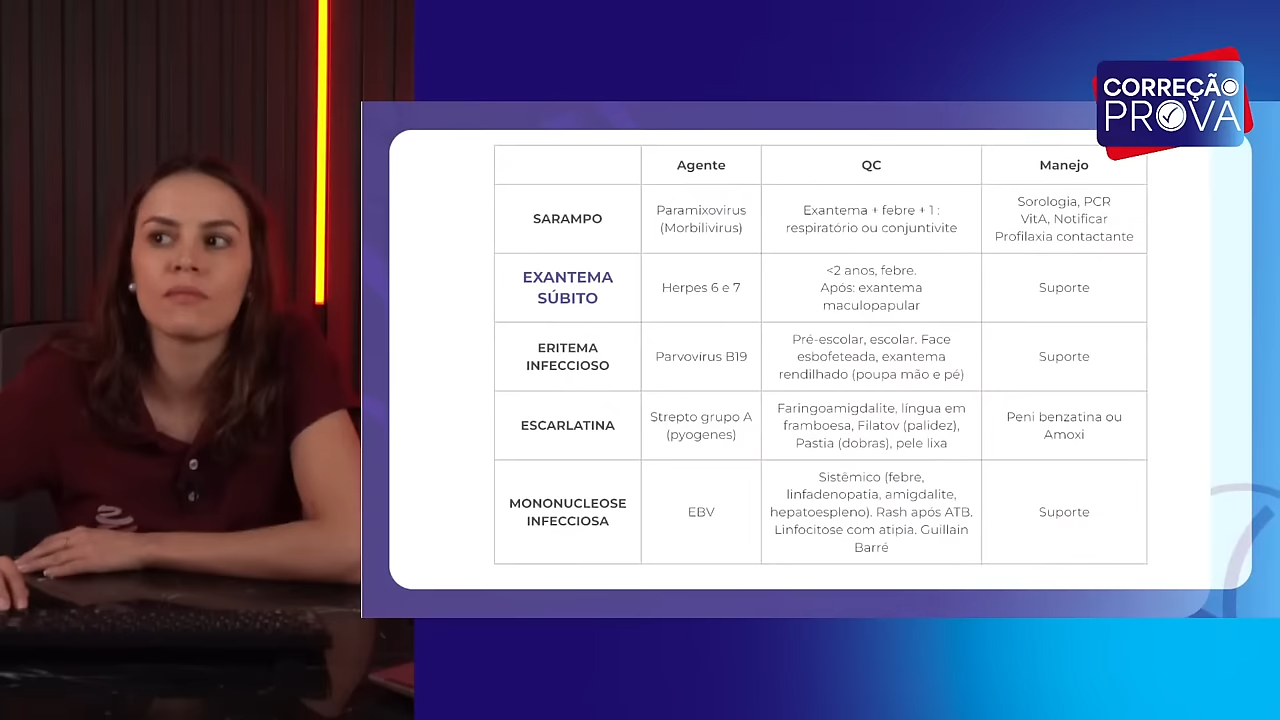 CORREÇÃO
PROVA
Agente
QC
Manejo
SARAMPO
Paramixovirus
(Morbilivirus)
Exantema + febre + 1 :
respiratório ou conjuntivite
Sorologia, PCR
VitA, Notificar
Profilaxia contactante
EXANTEMA
SÚBITO
Herpes 6 e 7
<2 anos, febre.
Após: exantema
maculopapular
Suporte
ERITEMA
INFECCIOSO
Parvovirus B19
Pré-escolar, escolar. Face
esbofeteada, exantema
rendilhado (poupa mão e pé)
Suporte
ESCARLATINA
Strepto grupo A
(pyogenes)
Faringoamigdalite, língua em
framboesa, Filatov (palidez),
Pastia (dobras), pele lixa
Peni benzatina ou
Amoxi
MONONUCLEOSE
INFECCIOSA
EBV
Sistêmico (febre,
linfadenopatia, amigdalite,
hepatoespleno). Rash após ATB.
Linfocitose com atipia. Guillain
Barré
Suporte